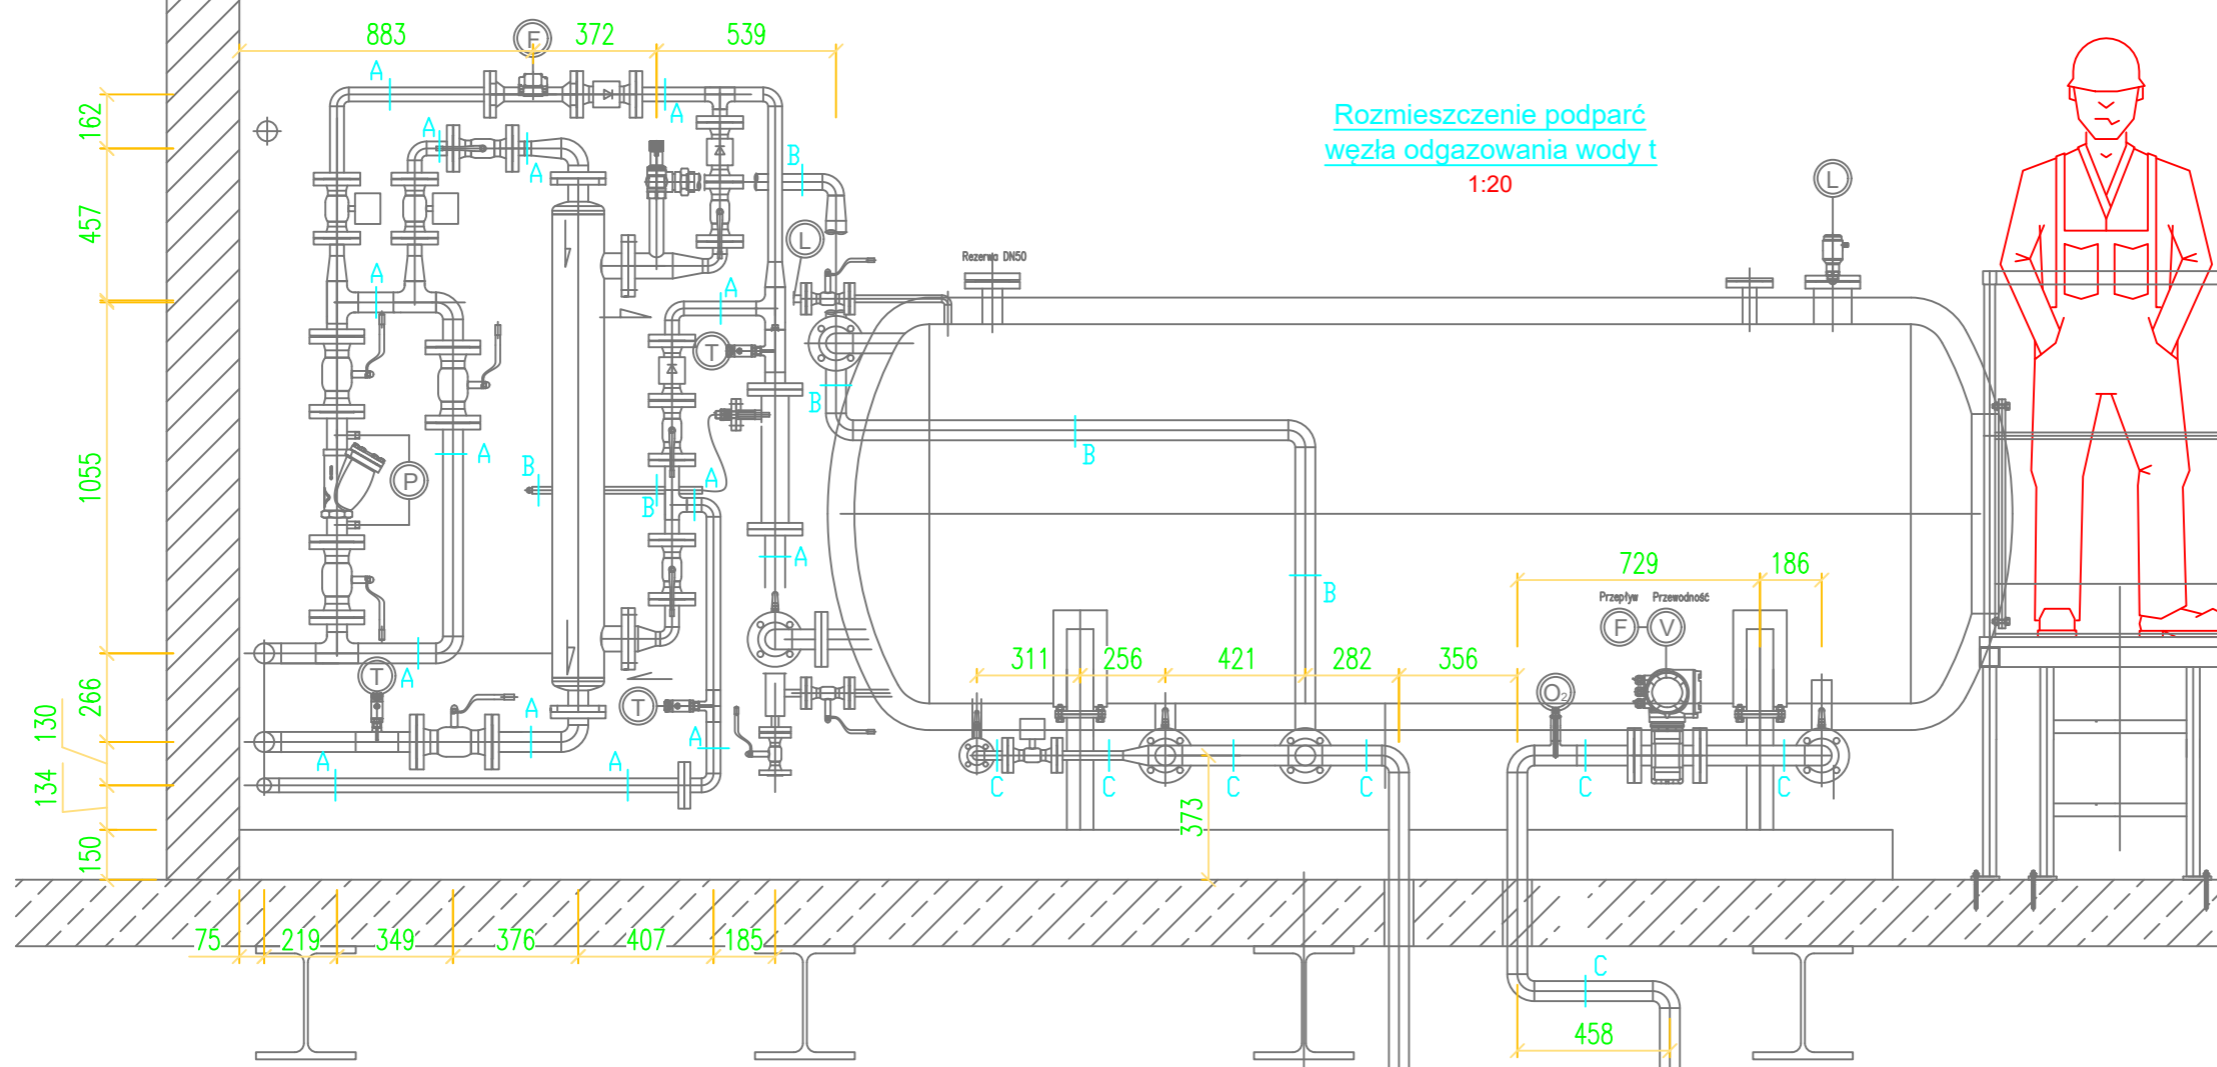 883
F
372
539
A
A
162
A
A
B
Rozmieszczenie podparć
węzła odgazowania wody t
1:20
L
L
457
Rezerwa DN50
A
A
T
B
A
B
1055
P
B
B
A
A
B
729
186
Przepływ
Przewodność
F
V
311
256
421
282
356
T
A
266
130
T
A
A
O₂
134
A
A
C
C
C
C
C
C
373
150
75
219
349
376
407
185
C
458